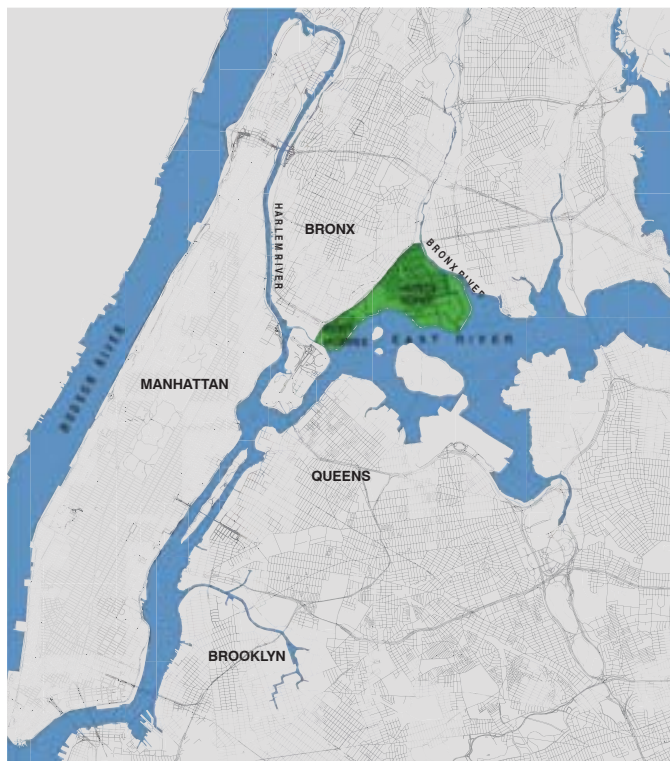 HARLEM RIVER
BRONX
BRONX RIVER
EAST RIVER
HUDSON RIVER
MANHATTAN
QUEENS
BROOKLYN